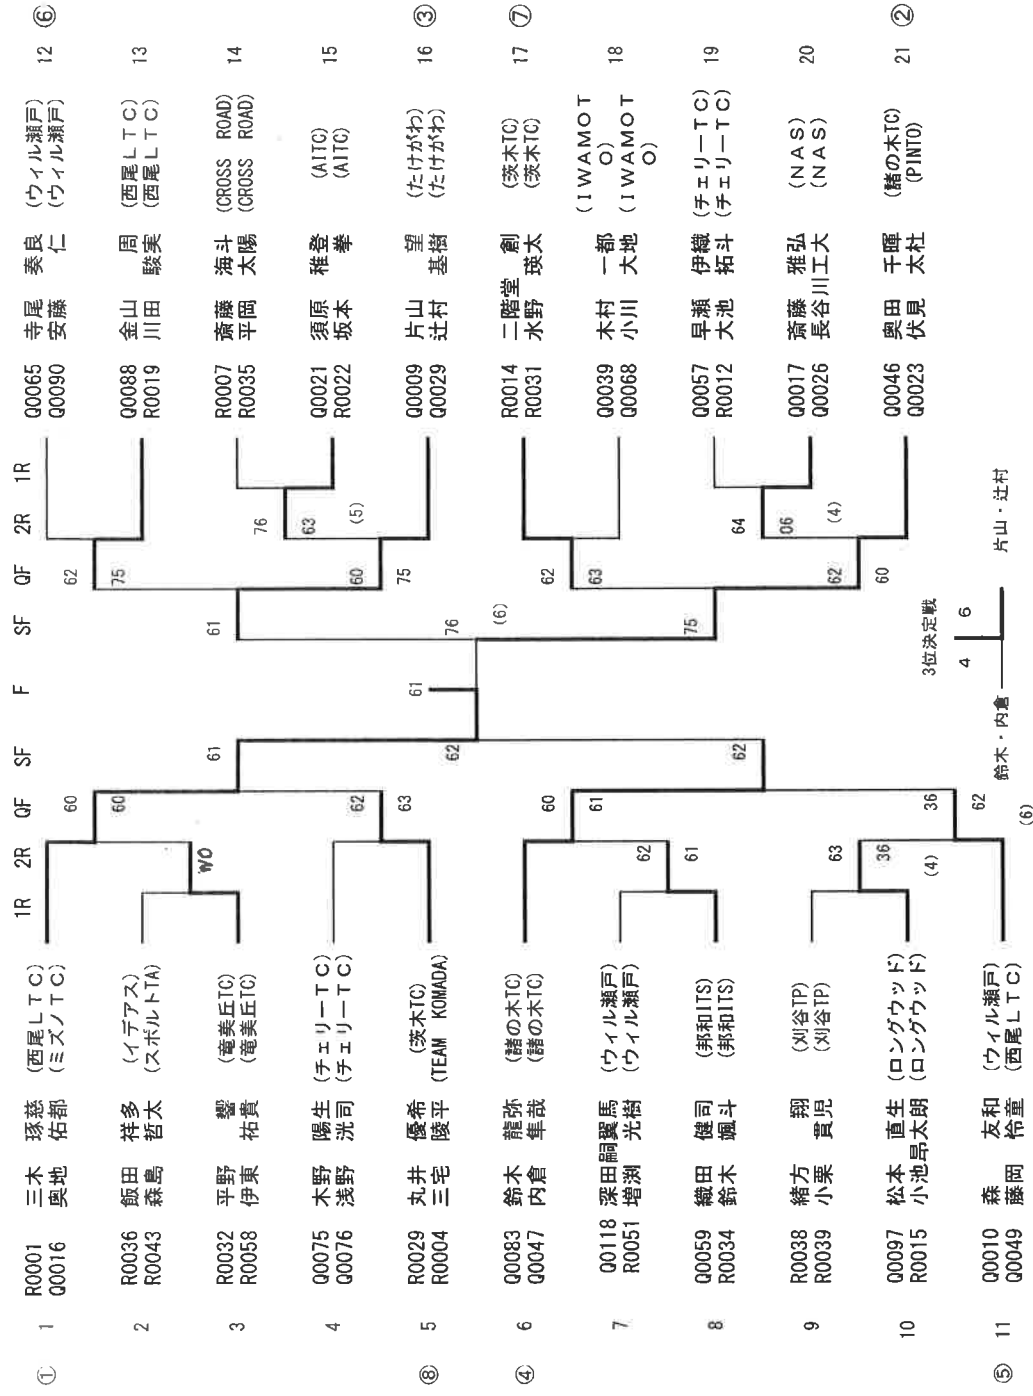 1R 2R QF SF F SF QF 2R 1R
① 1 R0001 三木 琢慈 (西尾LTC)
Q0016 奥地 佑都 (ミズノTC)
2 R0036 飯田 祥多 (イデアス)
R0043 森島 哲太 (スポルトTA)
3 R0032 平野 響 (竜美丘TC)
R0058 伊東 祐貴 (竜美丘TC)
4 Q0075 木野 陽生 (チェリーTC)
Q0076 浅野 洸司 (チェリーTC)
⑧ 5 R0029 丸井 優希 (茨木TC)
R0004 三宅 陵平 (TEAM KOMADA)
④ 6 Q0083 鈴木 龍弥 (諸の木TC)
Q0047 内倉 隼哉 (諸の木TC)
7 Q0118 深田 嗣翼馬 (ウィル瀬戸)
R0051 増渕 光樹 (ウィル瀬戸)
8 Q0059 織田 健司 (邦和ITS)
R0034 鈴木 颯斗 (邦和ITS)
9 R0038 緒方 翔 (刈谷TP)
R0039 小栗 貫児 (刈谷TP)
10 Q0097 松本 直生 (ロングウッド)
R0015 小池 昂太朗 (ロングウッド)
⑤ 11 Q0010 森 友和 (ウィル瀬戸)
Q0049 藤岡 怜童 (西尾LTC)
WO
62
61
63
60
60
62
63
60
61
36
(4)
61
36
62
(6)
62
62
61
Q0065 寺尾 奏良 (ウィル瀬戸) 12 ⑥
Q0090 安藤 仁 (ウィル瀬戸)
Q0088 金山 周 (西尾LTC) 13
R0019 川田 駿実 (西尾LTC)
R0007 斎藤 海斗 (CROSS ROAD) 14
R0035 平岡 太陽 (CROSS ROAD)
Q0021 須原 稚登 (AITC) 15
R0022 坂本 拳 (AITC)
Q0009 片山 望 (たけがわ) 16 ③
Q0029 辻村 基樹 (たけがわ)
R0014 二階堂 創 (茨木TC) 17 ⑦
R0031 水野 瑛太 (茨木TC)
Q0039 木村 一都 (IWAMOTO) 18
Q0068 小川 大地 (IWAMOTO)
Q0057 早瀬 伊織 (チェリーTC) 19
R0012 大池 拓斗 (チェリーTC)
Q0017 斎藤 雅弘 (NAS) 20
Q0026 長谷川 工大 (NAS)
Q0046 奥田 千暉 (諸の木TC) 21 ②
Q0023 伏見 太杜 (PINTO)
76
63
(5)
64
06
(4)
62
75
60
75
62
63
62
60
61
76
(6)
75
3位決定戦
鈴木・内倉 4 6 片山・辻村